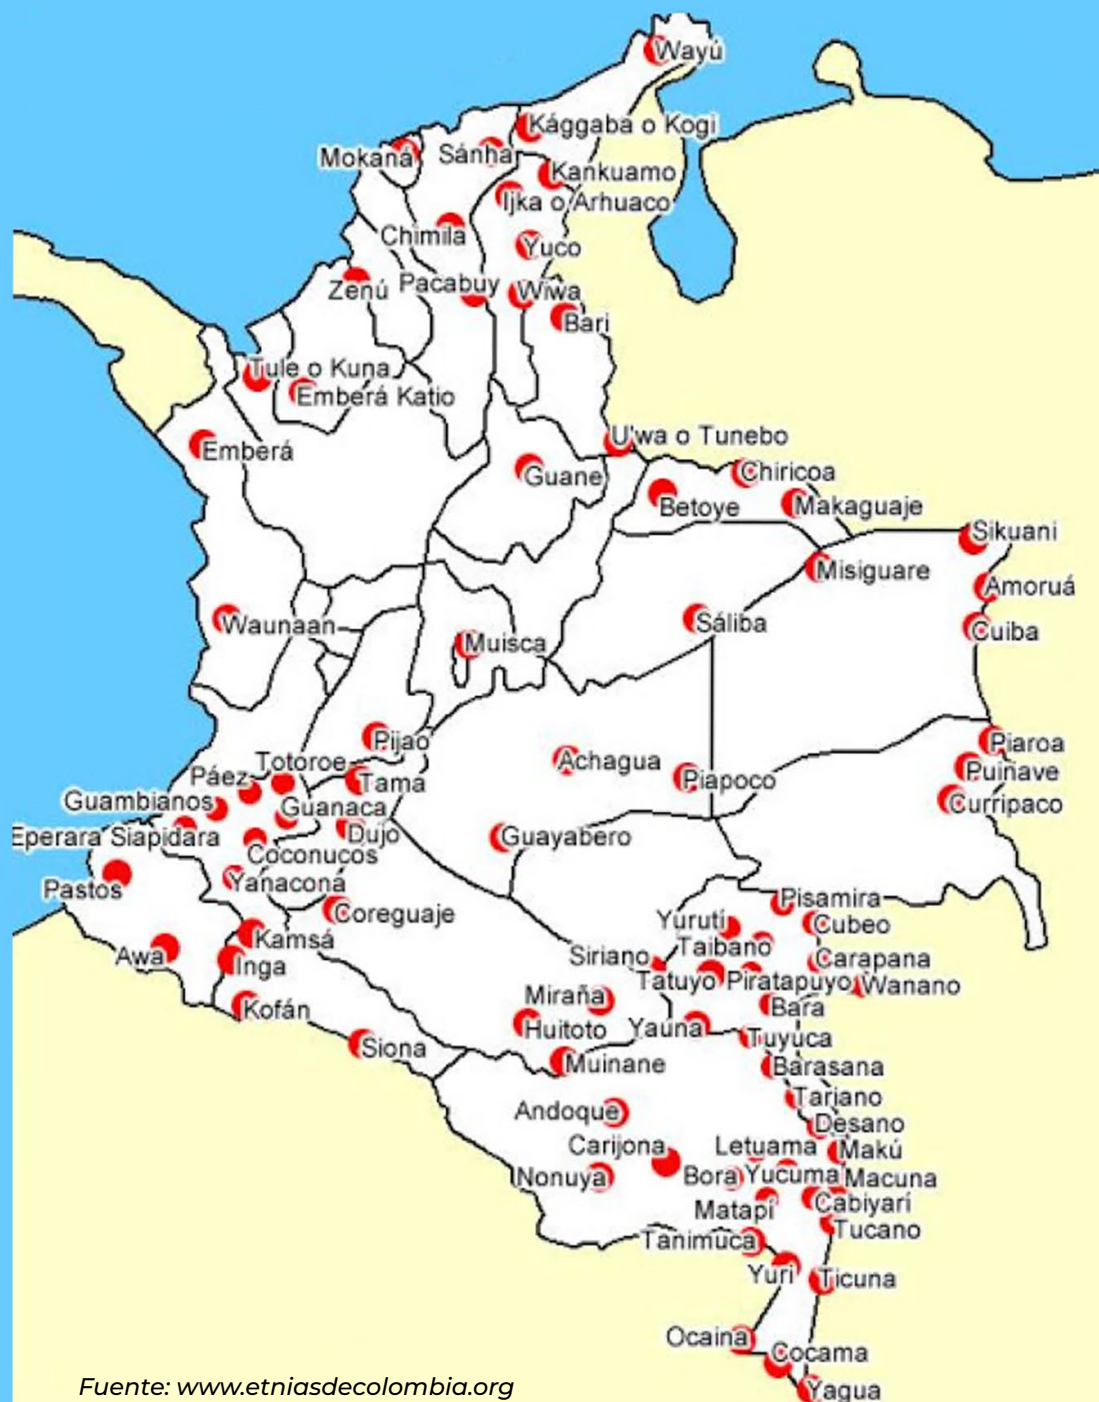 Wayú
Kággaba o Kogi
Mokaná
Sánha
Kankuamo
Ijka o Arhuaco
Chimila
Yuco
Zenú
Pacabuy
Wiwa
Bari
Tule o Kuna
Emberá Katio
U'wa o Tunebo
Emberá
Guane
Chiricoa
Betoye
Makaguaje
Sikuani
Misiguare
Amoruá
Waunaan
Sáliba
Cuiba
Muisca
Pijao
Piaroa
Totoroe
Achagua
Puinave
Páez
Tama
Piapoco
Guambianos
Guanaca
Curripaco
Eperara Siapidara
Dujo
Guayabero
Coconucos
Pastos
Yanacona
Pisamira
Coreguaje
Yurutí
Cubeo
Kamsá
Taibano
Awa
Siriano
Carapana
Inga
Tatuyo
Piratapuyo
Wanano
Miraña
Bara
Kofán
Huitoto
Yauna
Tuyuca
Siona
Muinane
Barasana
Tariano
Andoque
Desano
Carijona
Letuama
Makú
Nonuya
Bora
Yucuma
Macuna
Matapí
Cabiyarí
Tucano
Tanimuca
Yuri
Ticuna
Ocaina
Cocama
Yagua
Fuente: www.etniasdecolombia.org